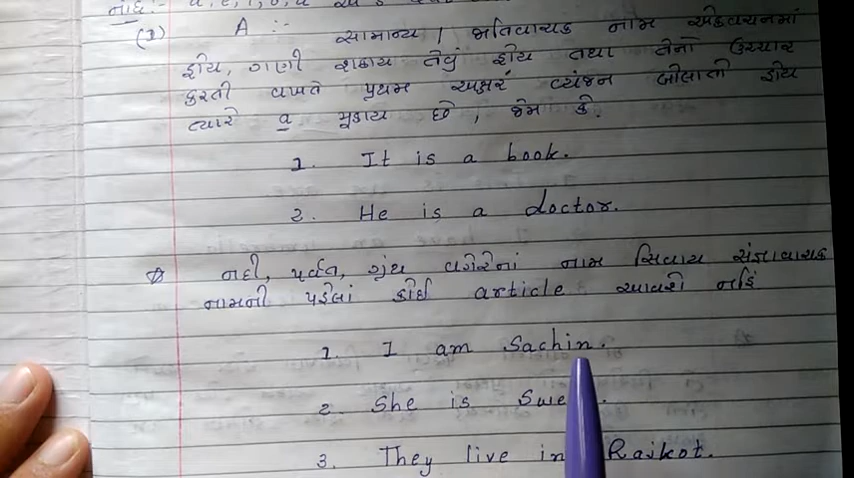 નોંધ:- a, e, i, o, u
(૧) A :- સામાન્ય / જાતિવાચક નામ એકવચનમાં
હોય, ગણી શકાય તેવું હોય તથા તેનો ઉચ્ચાર
કરતી વખતે પ્રથમ અક્ષર વ્યંજન બોલાતો હોય
ત્યારે a મૂકાય છે, જેમ કે.
1. It is a book.
2. He is a doctor.
નદી, પર્વત, ગ્રંથ વગેરેનાં નામ સિવાય સંજ્ઞાવાચક
નામની પહેલાં કોઈ article આવશે નહિં
1. I am Sachin.
2. She is
3. They live in Rajkot.